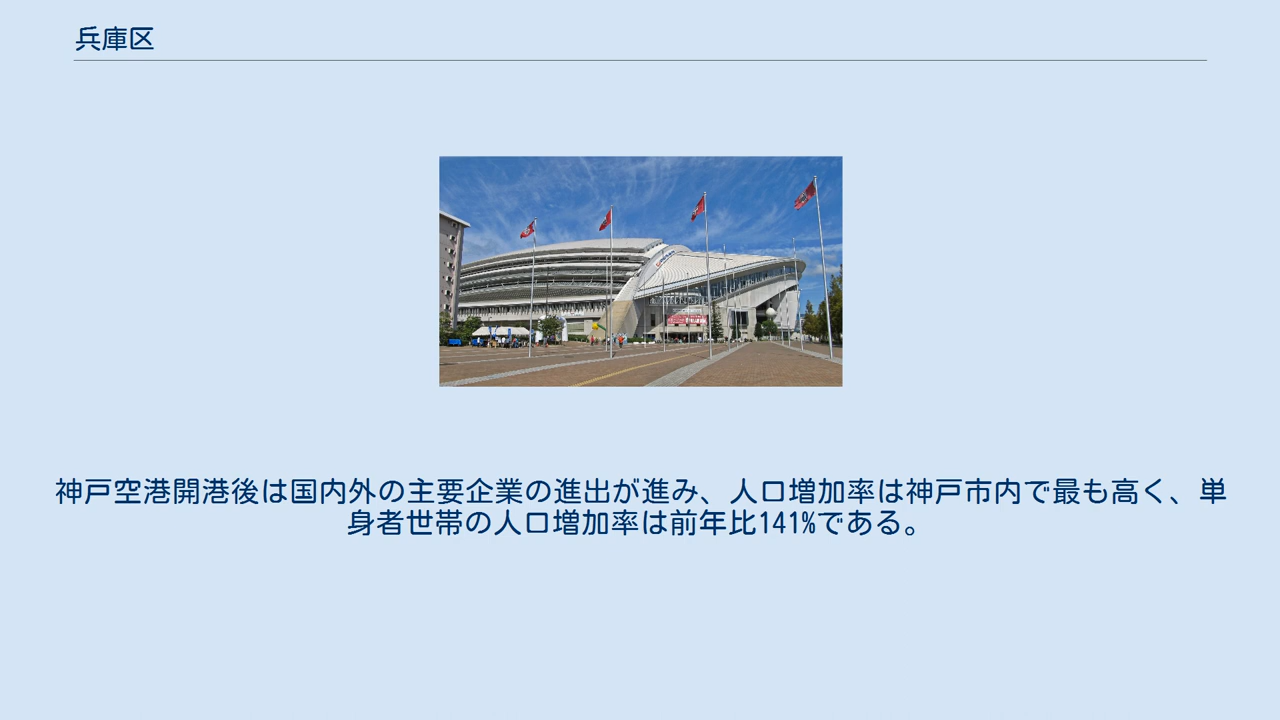 兵庫区
神戸空港開港後は国内外の主要企業の進出が進み、人口増加率は神戸市内で最も高く、単
身者世帯の人口増加率は前年比141%である。